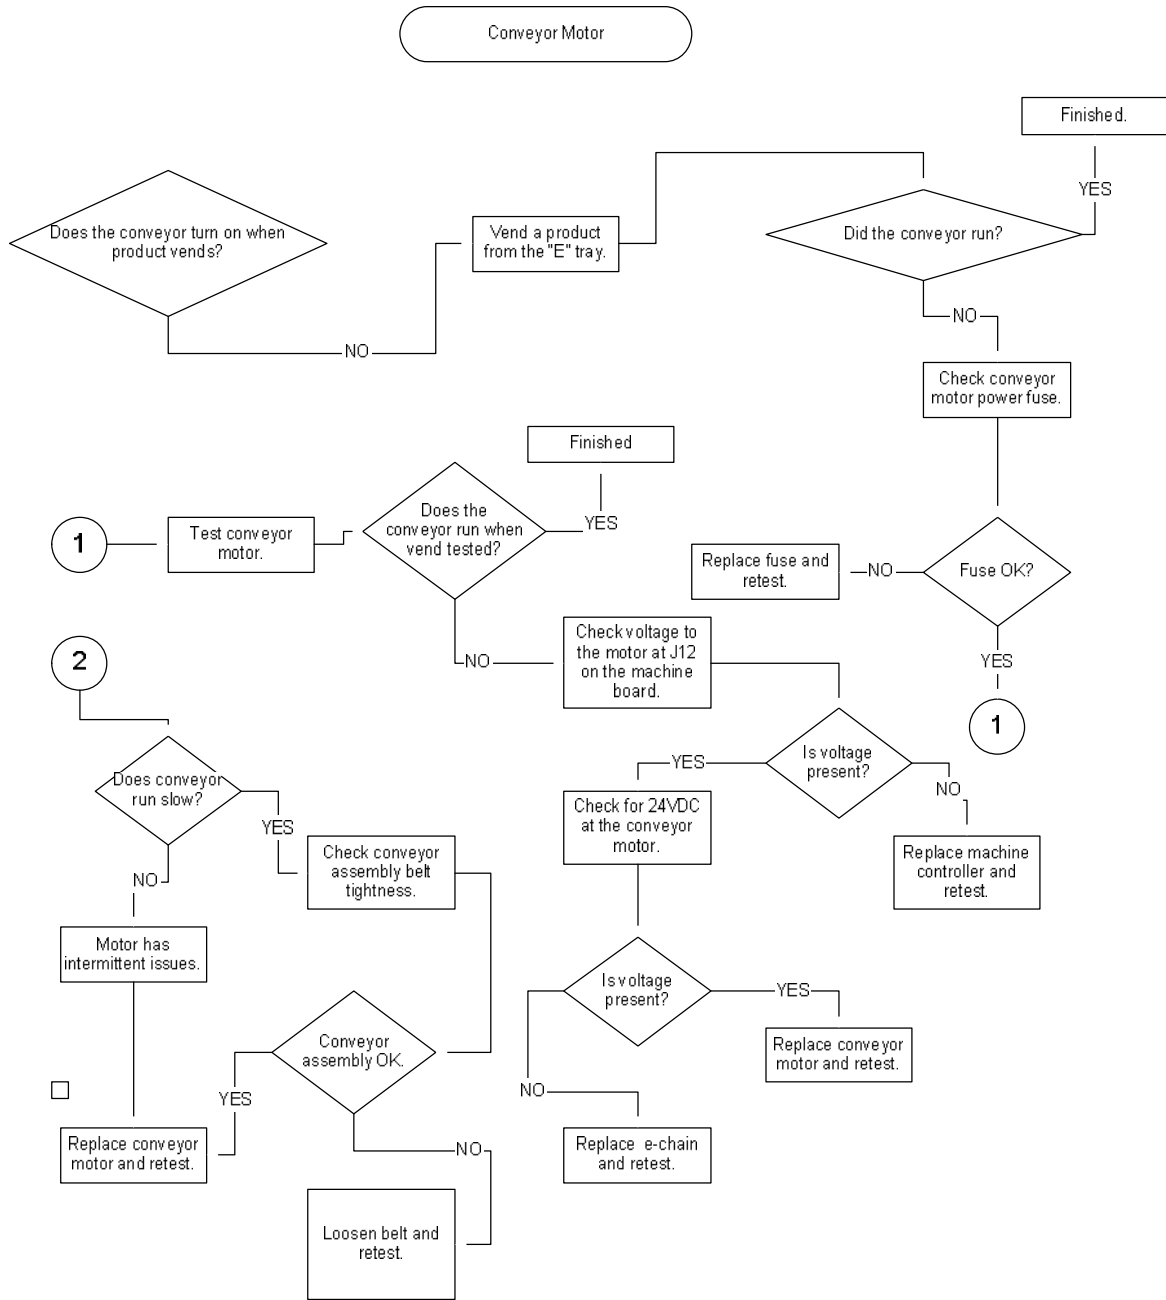 Conveyor Motor
Finished.
YES
Does the conveyor turn on when
product vends?
Vend a product
from the "E" tray.
Did the conveyor run?
NO
NO
Check conveyor
motor power fuse.
Finished
Does the
conveyor run when
vend tested?
YES
1
Test conveyor
motor.
Replace fuse and
retest.
NO
Fuse OK?
YES
1
Check voltage to
the motor at J12
on the machine
board.
NO
2
Is voltage
present?
YES
NO
Does conveyor
run slow?
YES
NO
Check for 24VDC
at the conveyor
motor.
Replace machine
controller and
retest.
Check conveyor
assembly belt
tightness.
Motor has
intermittent issues.
Is voltage
present?
YES
NO
Replace conveyor
motor and retest.
Conveyor
assembly OK.
YES
NO
Replace conveyor
motor and retest.
Replace e-chain
and retest.
Loosen belt and
retest.